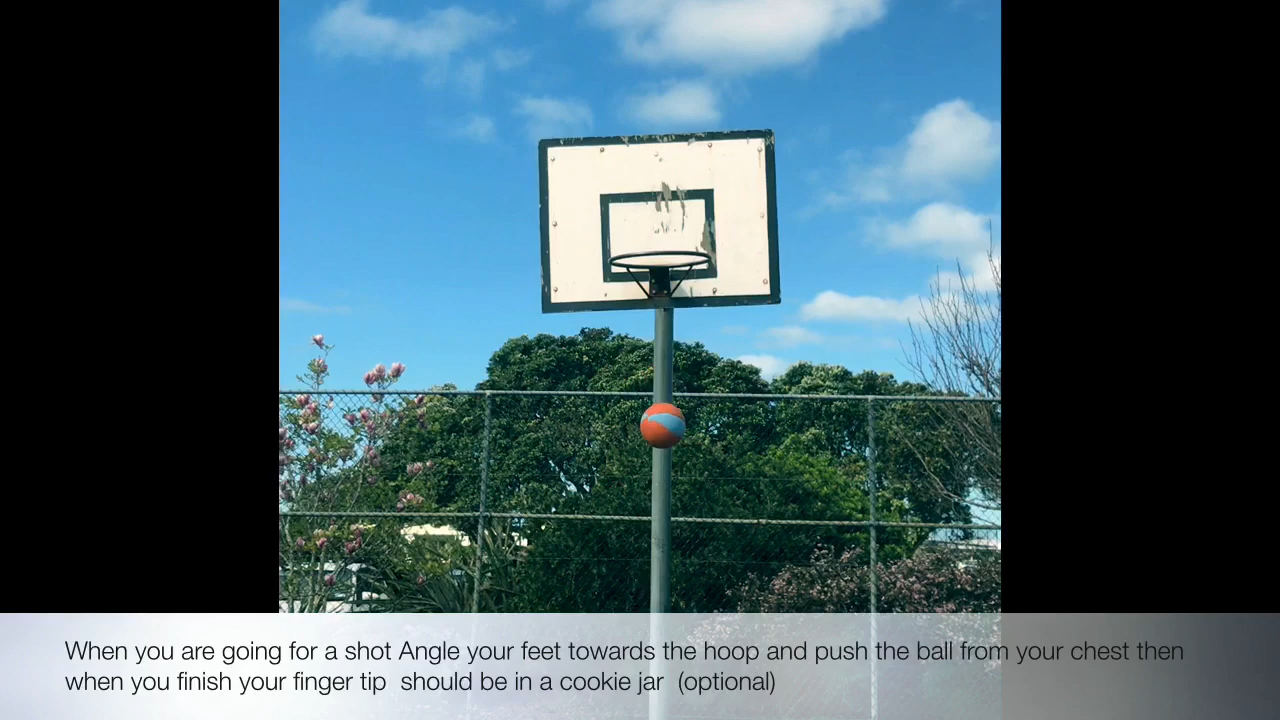 When you are going for a shot Angle your feet towards the hoop and push the ball from your chest then
when you finish your finger tip  should be in a cookie jar  (optional)